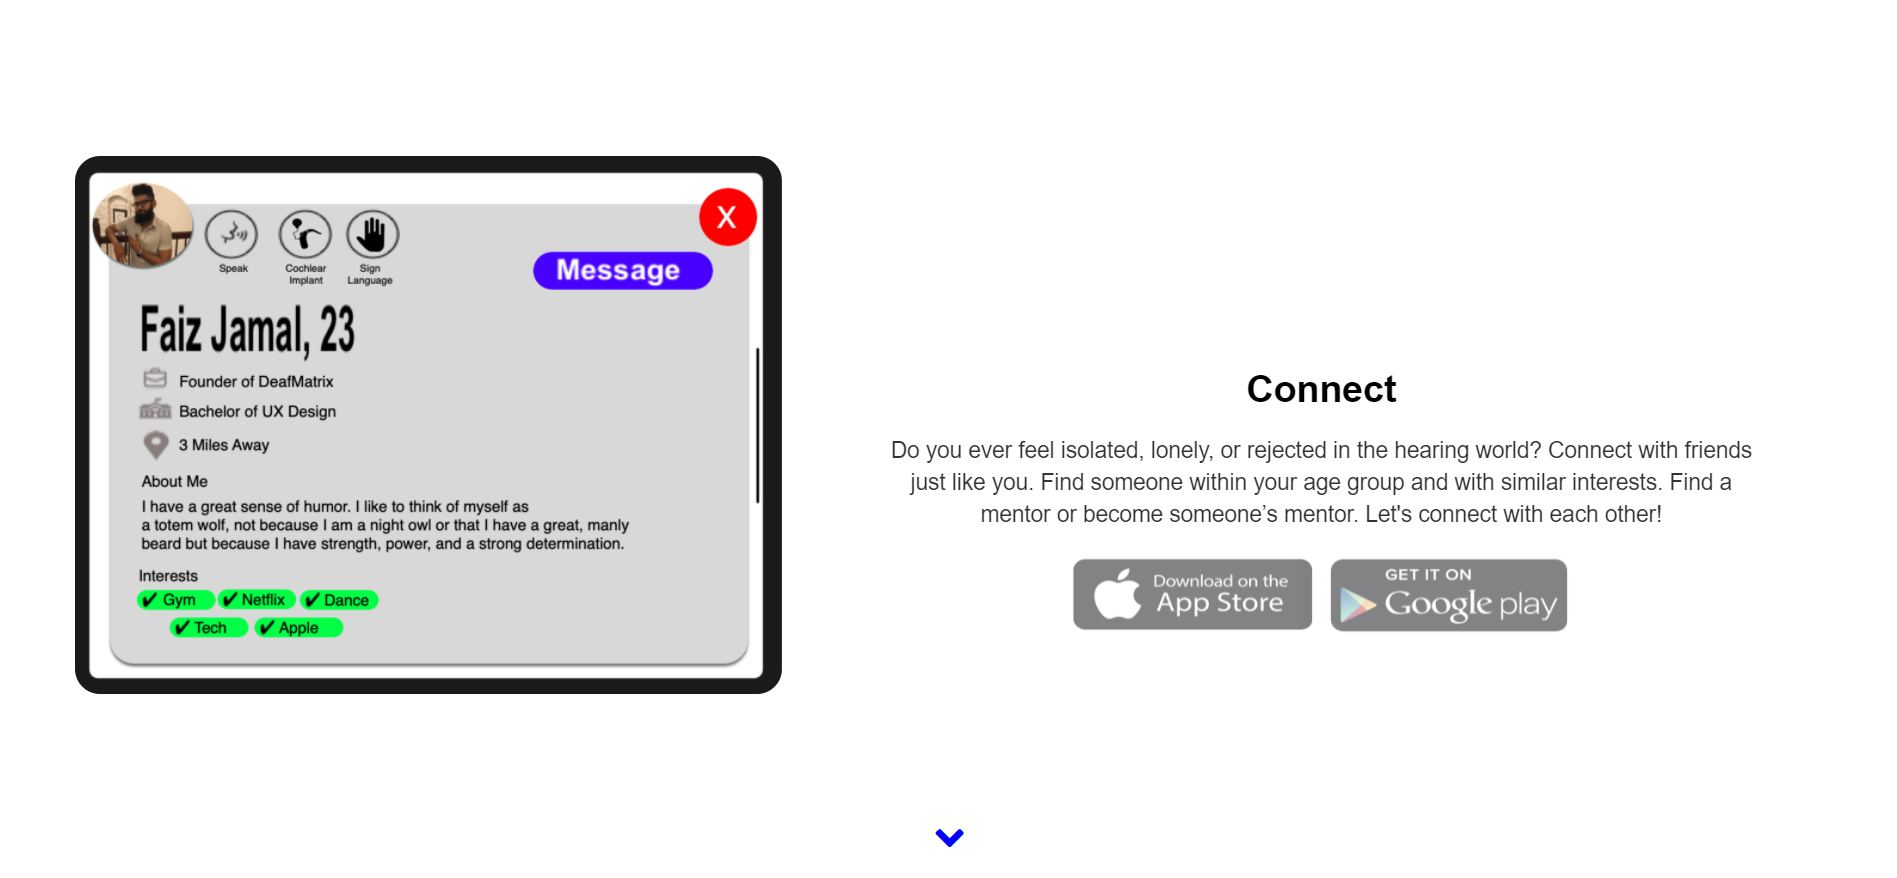 X
Speak
Cochlear
Implant
Sign
Language
Message
Faiz Jamal, 23
Founder of DeafMatrix
Bachelor of UX Design
3 Miles Away
About Me
I have a great sense of humor. I like to think of myself as
a totem wolf, not because I am a night owl or that I have a great, manly
beard but because I have strength, power, and a strong determination.
Interests
✔ Gym ✔ Netflix ✔ Dance
✔ Tech ✔ Apple
Connect
Do you ever feel isolated, lonely, or rejected in the hearing world? Connect with friends
just like you. Find someone within your age group and with similar interests. Find a
mentor or become someone’s mentor. Let's connect with each other!
Download on the
App Store
GET IT ON
Google play